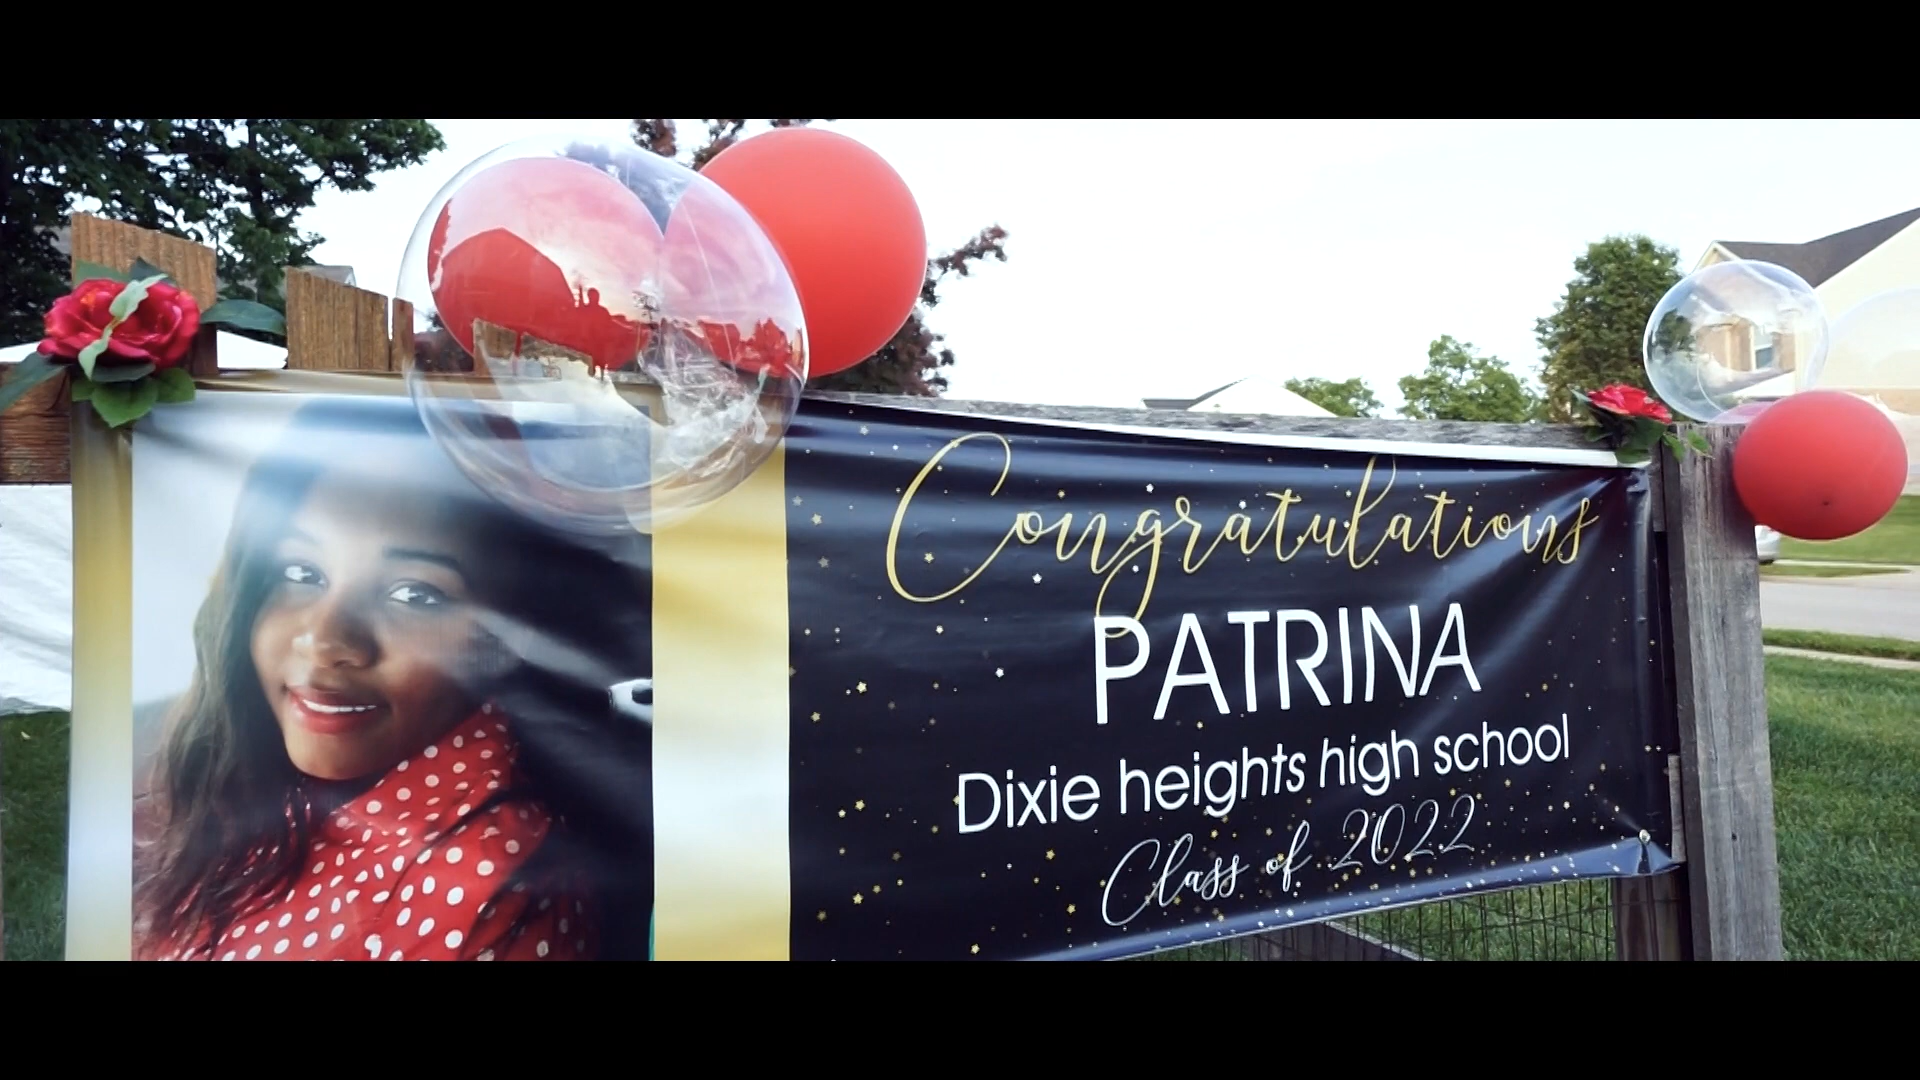 Congratulations
PATRINA
Dixie heights high school
Class of 2022